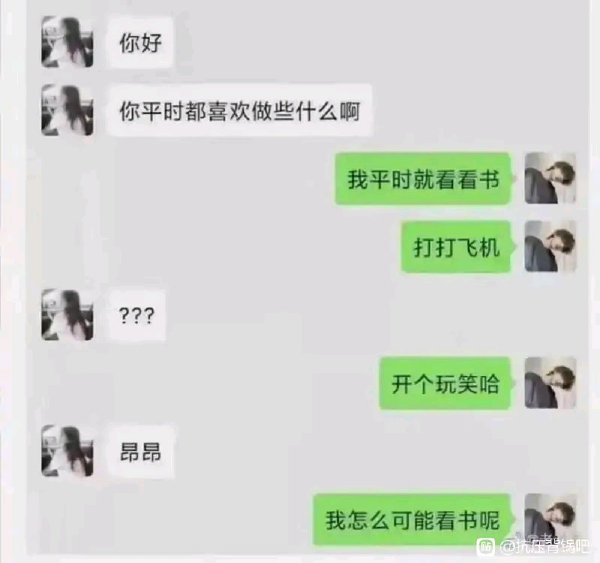 你好
你平时都喜欢做些什么啊
我平时就看看书
打打飞机
???
开个玩笑哈
昂昂
我怎么可能看书呢
@抗压背锅吧